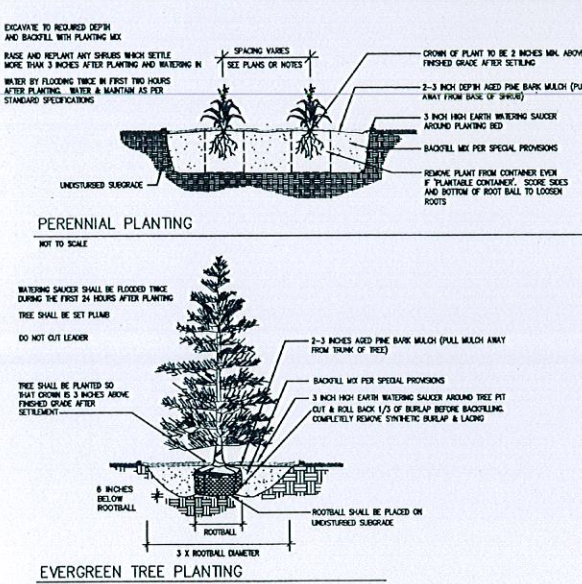 EXCAVATE TO REQUIRED DEPTH
AND BACKFILL WITH PLANTING MIX
RAISE AND REPLANT ANY SHRUBS WHICH SETTLE
MORE THAN 3 INCHES AFTER PLANTING AND WATERING IN
WATER BY FLOODING TWICE IN FIRST TWO HOURS
AFTER PLANTING. WATER & MAINTAIN AS PER
STANDARD SPECIFICATIONS
SPACING VARIES
SEE PLANS OR NOTES
CROWN OF PLANT TO BE 2 INCHES MIN. ABOVE
FINISHED GRADE AFTER SETTLING
2-3 INCH DEPTH AGED PINE BARK MULCH (PU
AWAY FROM BASE OF SHRUB)
3 INCH HIGH EARTH WATERING SAUCER
AROUND PLANTING BED
BACKFILL MIX PER SPECIAL PROVISIONS
REMOVE PLANT FROM CONTAINER EVEN
IF 'PLANTABLE CONTAINER'. SCORE SIDES
AND BOTTOM OF ROOT BALL TO LOOSEN
ROOTS
UNDISTURBED SUBGRADE
PERENNIAL PLANTING
NOT TO SCALE
WATERING SAUCER SHALL BE FLOODED TWICE
DURING THE FIRST 24 HOURS AFTER PLANTING
TREE SHALL BE SET PLUMB
DO NOT CUT LEADER
TREE SHALL BE PLANTED SO
THAT CROWN IS 3 INCHES ABOVE
FINISHED GRADE AFTER
SETTLEMENT
2-3 INCHES AGED PINE BARK MULCH (PULL MULCH AWAY
FROM TRUNK OF TREE)
BACKFILL MIX PER SPECIAL PROVISIONS
3 INCH HIGH EARTH WATERING SAUCER AROUND TREE PIT
CUT & ROLL BACK 1/3 OF BURLAP BEFORE BACKFILLING.
COMPLETELY REMOVE SYNTHETIC BURLAP & LACING
6 INCHES
BELOW
ROOTBALL
ROOTBALL SHALL BE PLACED ON
UNDISTURBED SUBGRADE
ROOTBALL
3 X ROOTBALL DIAMETER
EVERGREEN TREE PLANTING